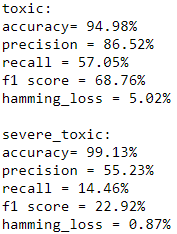 toxic:
accuracy= 94.98%
precision = 86.52%
recall = 57.05%
f1 score = 68.76%
hamming_loss = 5.02%

severe_toxic:
accuracy= 99.13%
precision = 55.23%
recall = 14.46%
f1 score = 22.92%
hamming_loss = 0.87%